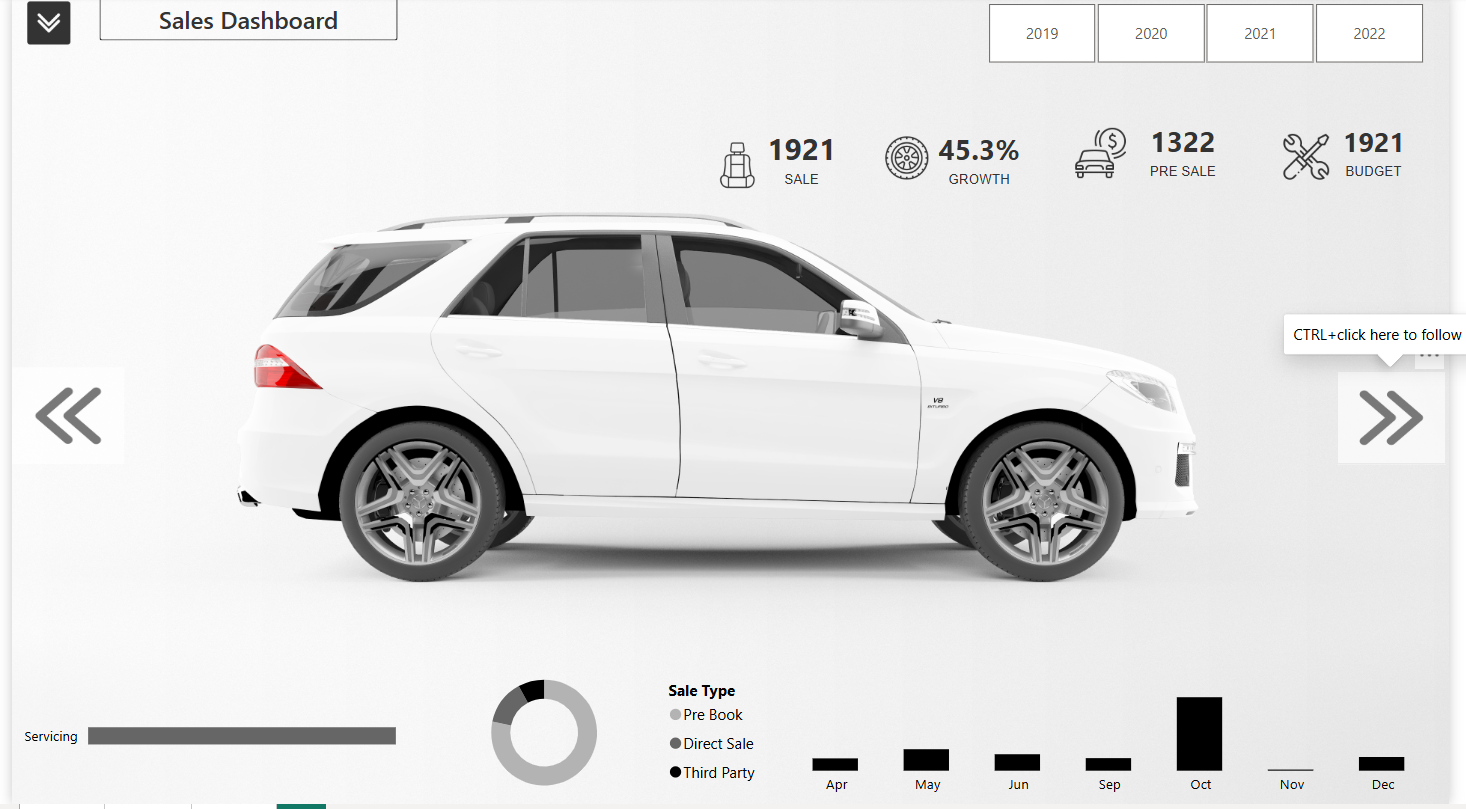 Sales Dashboard
2019
2020
2021
2022
1921
SALE
45.3%
GROWTH
1322
PRE SALE
1921
BUDGET
CTRL+click here to follow
V8
BITURBO
Servicing
Sale Type
Pre Book
Direct Sale
Third Party
Apr
May
Jun
Sep
Oct
Nov
Dec